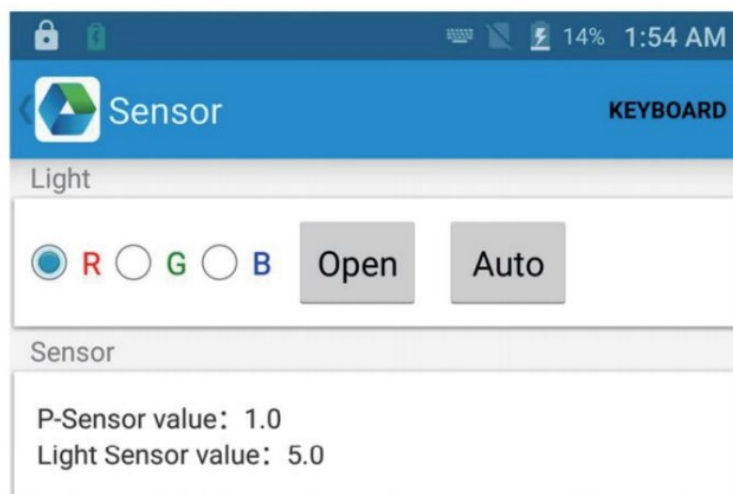 14% 1:54 AM
Sensor KEYBOARD
Light
R G B Open Auto
Sensor
P-Sensor value: 1.0
Light Sensor value: 5.0